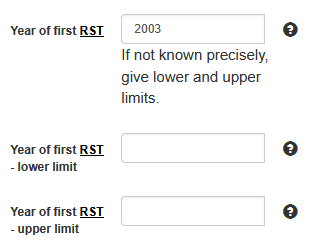 Year of first RST 2003
If not known precisely,
give lower and upper
limits.
Year of first RST
- lower limit
Year of first RST
- upper limit